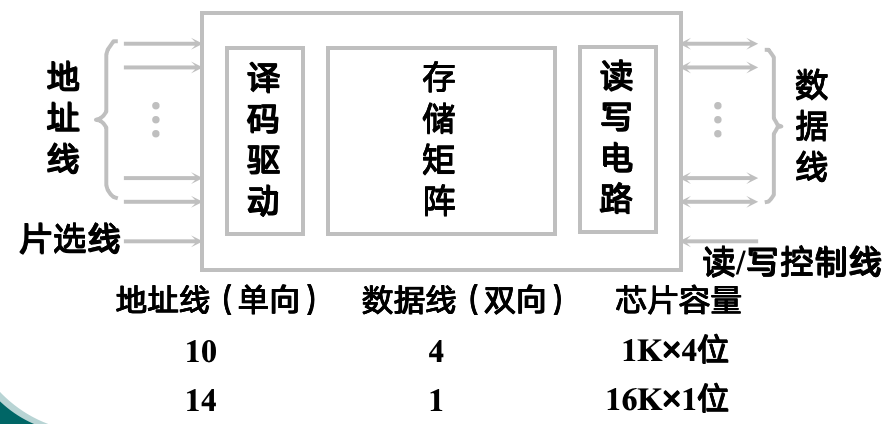 地址线
译码驱动
存储矩阵
读写电路
数据线
片选线
读/写控制线
地址线（单向） 数据线（双向） 芯片容量
10 4 1K×4位
14 1 16K×1位